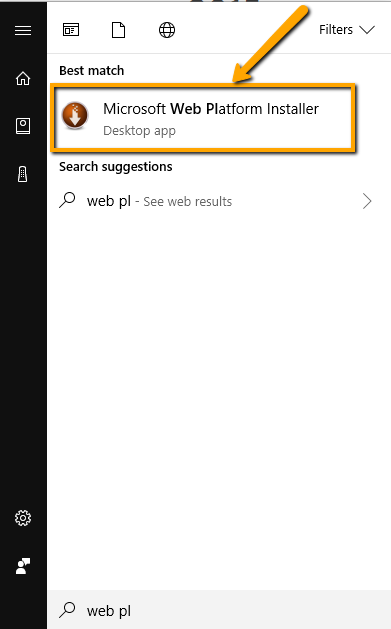 Filters
Best match
Microsoft Web Platform Installer
Desktop app
Search suggestions
web pl - See web results
web pl